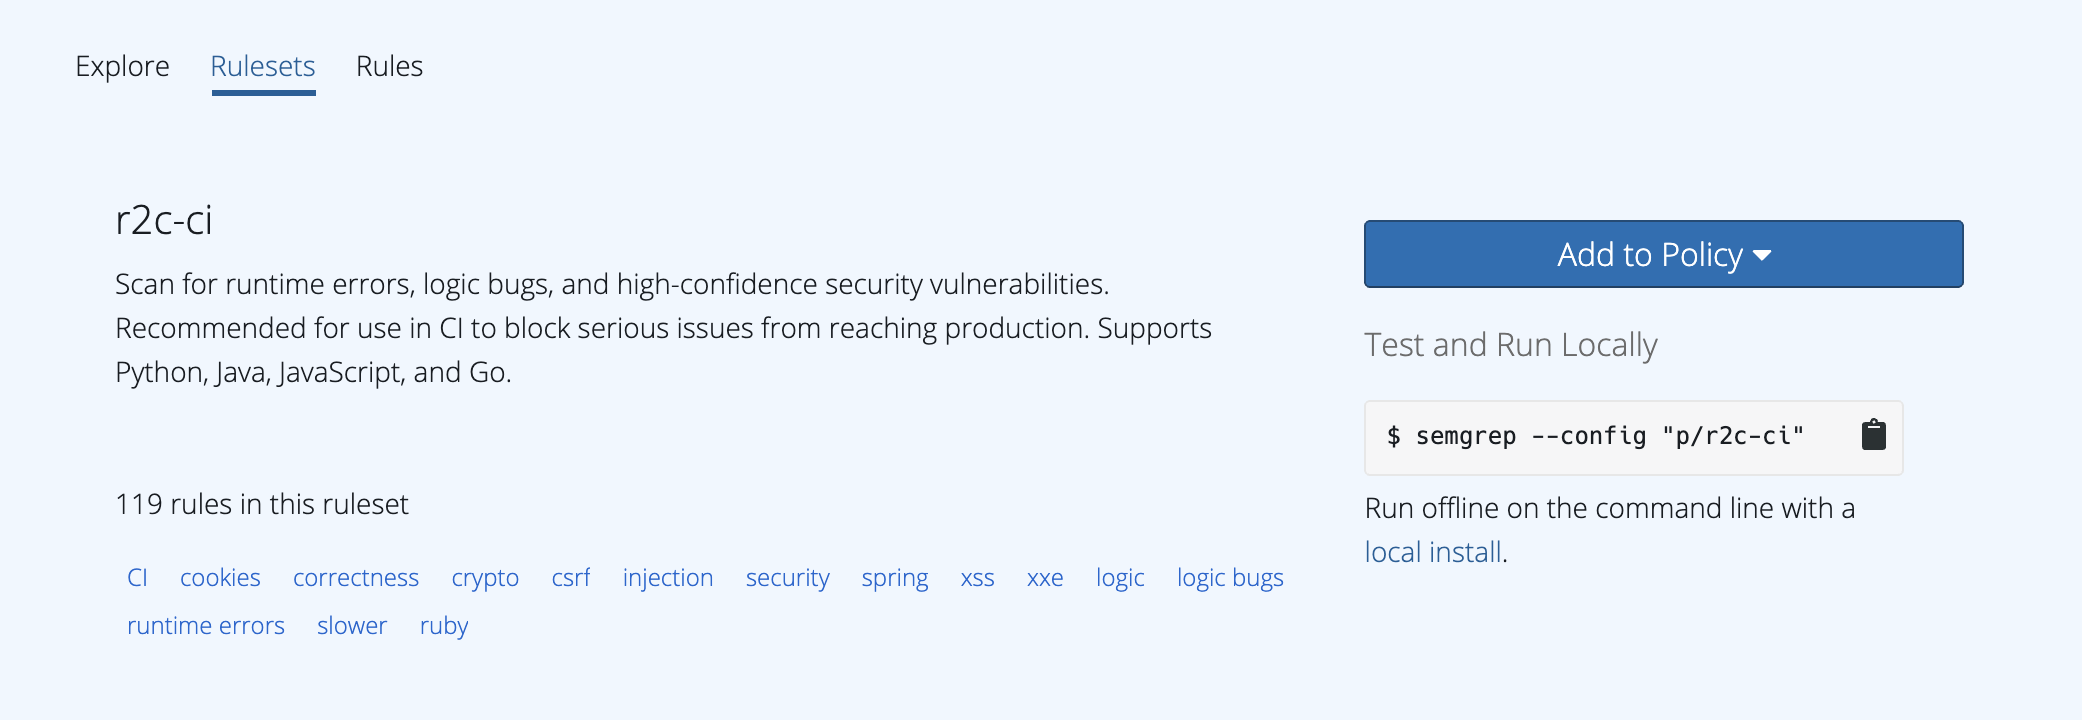 Explore Rulesets Rules
r2c-ci
Scan for runtime errors, logic bugs, and high-confidence security vulnerabilities.
Recommended for use in CI to block serious issues from reaching production. Supports
Python, Java, JavaScript, and Go.
119 rules in this ruleset
CI cookies correctness crypto csrf injection security spring xss xxe logic logic bugs
runtime errors slower ruby
Add to Policy
Test and Run Locally
$ semgrep --config "p/r2c-ci"
Run offline on the command line with a
local install.